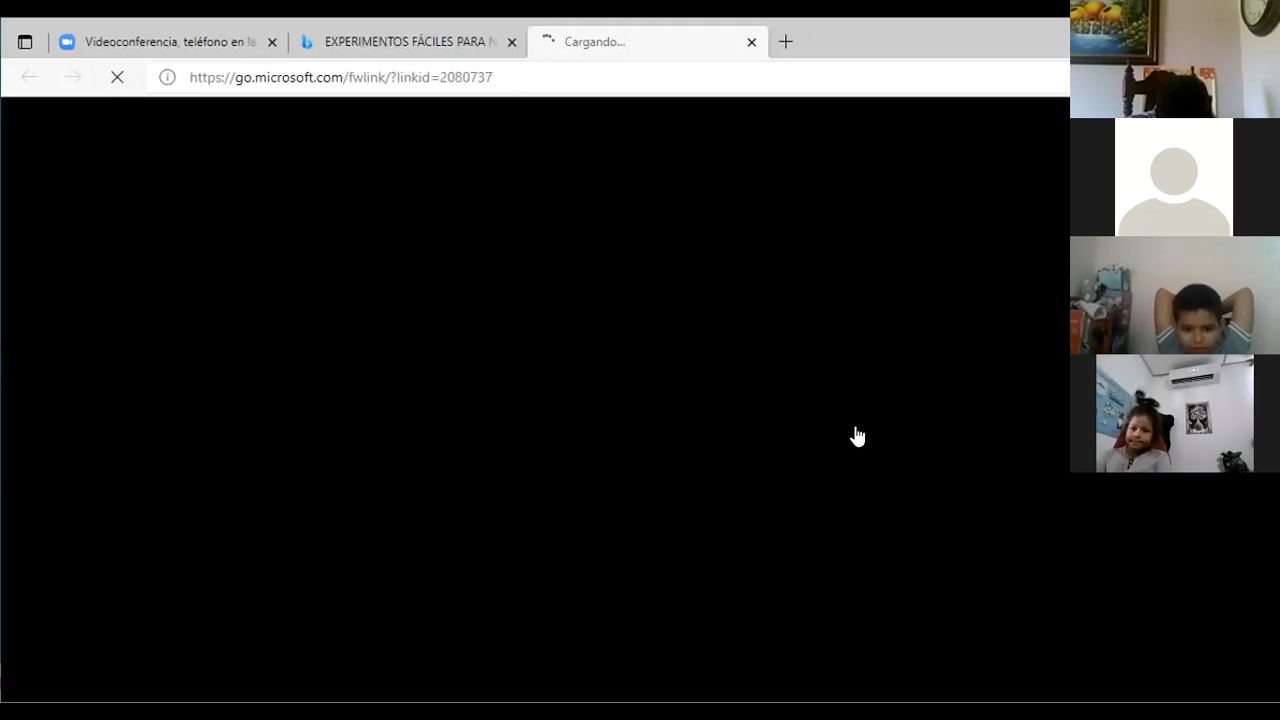 Videoconferencia, teléfono en la
EXPERIMENTOS FÁCILES PARA N
Cargando...
https://go.microsoft.com/fwlink/?linkid=2080737